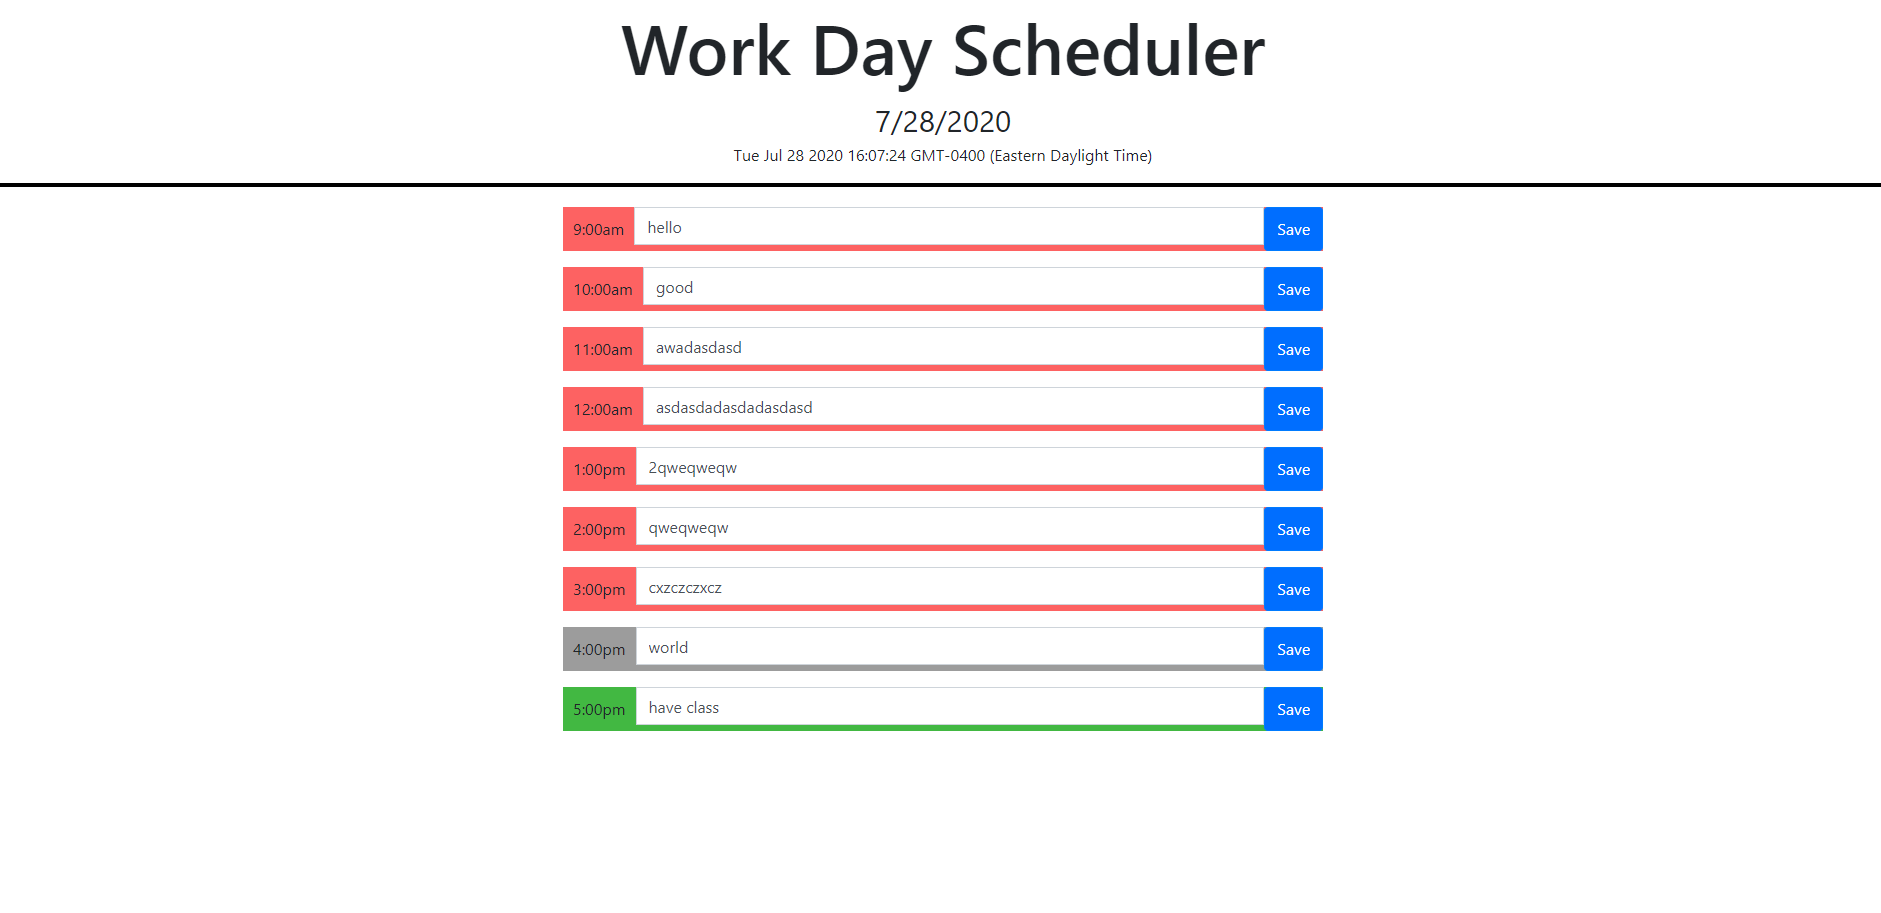 Work Day Scheduler
7/28/2020
Tue Jul 28 2020 16:07:24 GMT-0400 (Eastern Daylight Time)
9:00am hello Save
10:00am good Save
11:00am awadasdasd Save
12:00am asdasdadasdadasdasd Save
1:00pm 2qweqweqw Save
2:00pm qweqweqw Save
3:00pm cxzczczxcz Save
4:00pm world Save
5:00pm have class Save